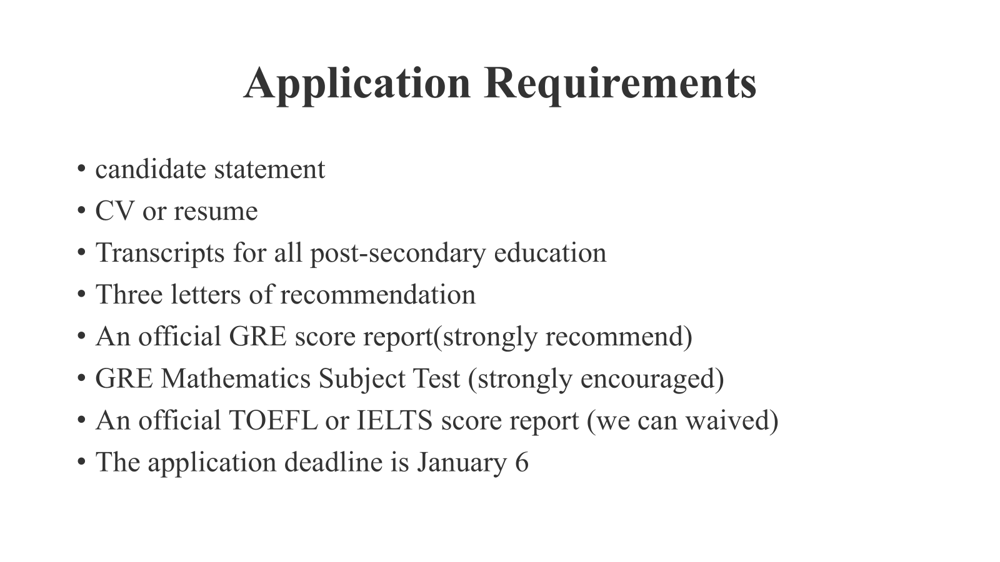 Application Requirements
• candidate statement
• CV or resume
• Transcripts for all post-secondary education
• Three letters of recommendation
• An official GRE score report(strongly recommend)
• GRE Mathematics Subject Test (strongly encouraged)
• An official TOEFL or IELTS score report (we can waived)
• The application deadline is January 6